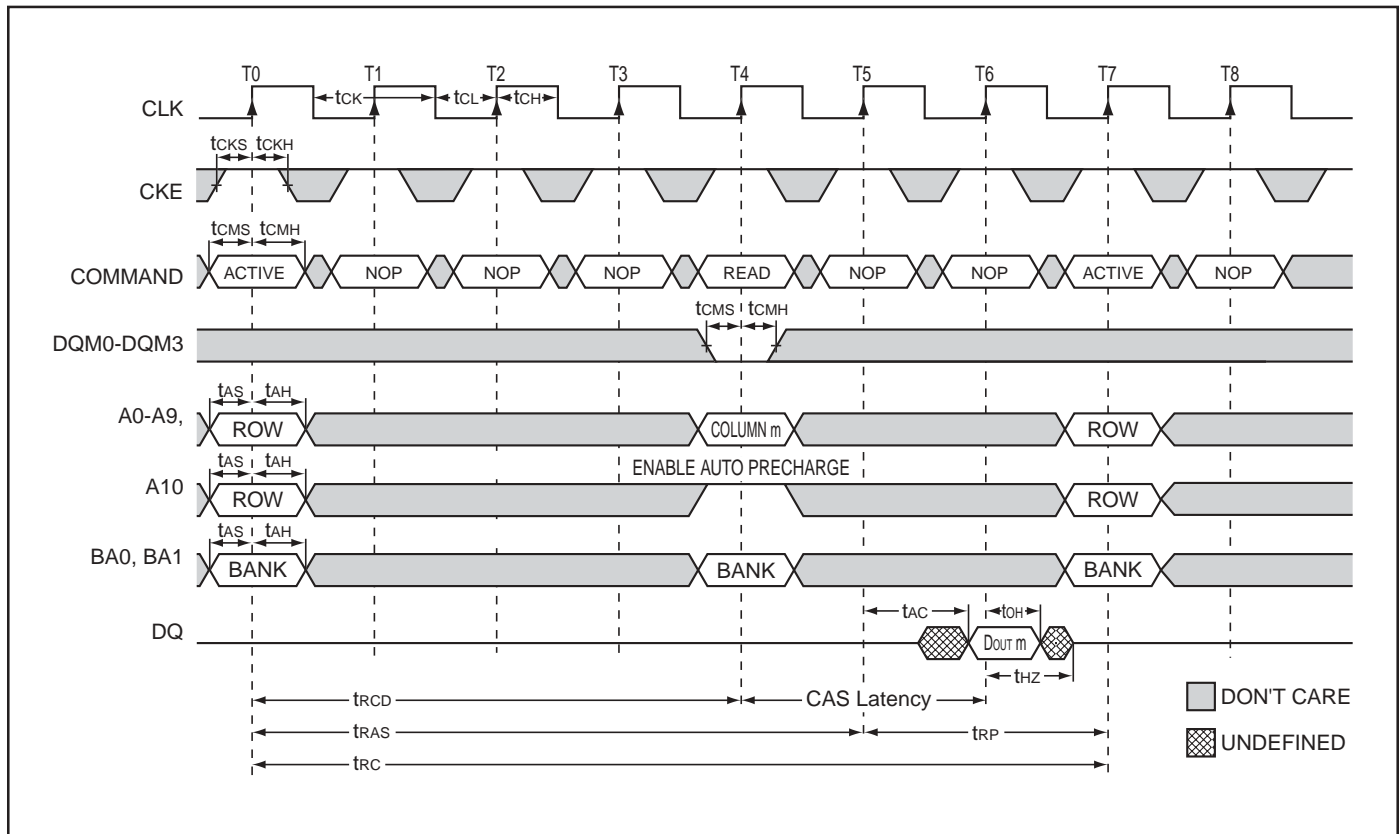 T0 T1 T2 T3 T4 T5 T6 T7 T8
CLK tCK tCL tCH
tCKS tCKH
CKE
tCMS tCMH
COMMAND ACTIVE NOP NOP NOP READ NOP NOP ACTIVE NOP
tCMS tCMH
DQM0-DQM3
tAS tAH
A0-A9, ROW COLUMN m ROW
tAS tAH ENABLE AUTO PRECHARGE
A10 ROW ROW
tAS tAH
BA0, BA1 BANK BANK BANK
tAC tOH
DQ DOUT m
tHZ
tRCD CAS Latency DON'T CARE
tRAS tRP UNDEFINED
tRC